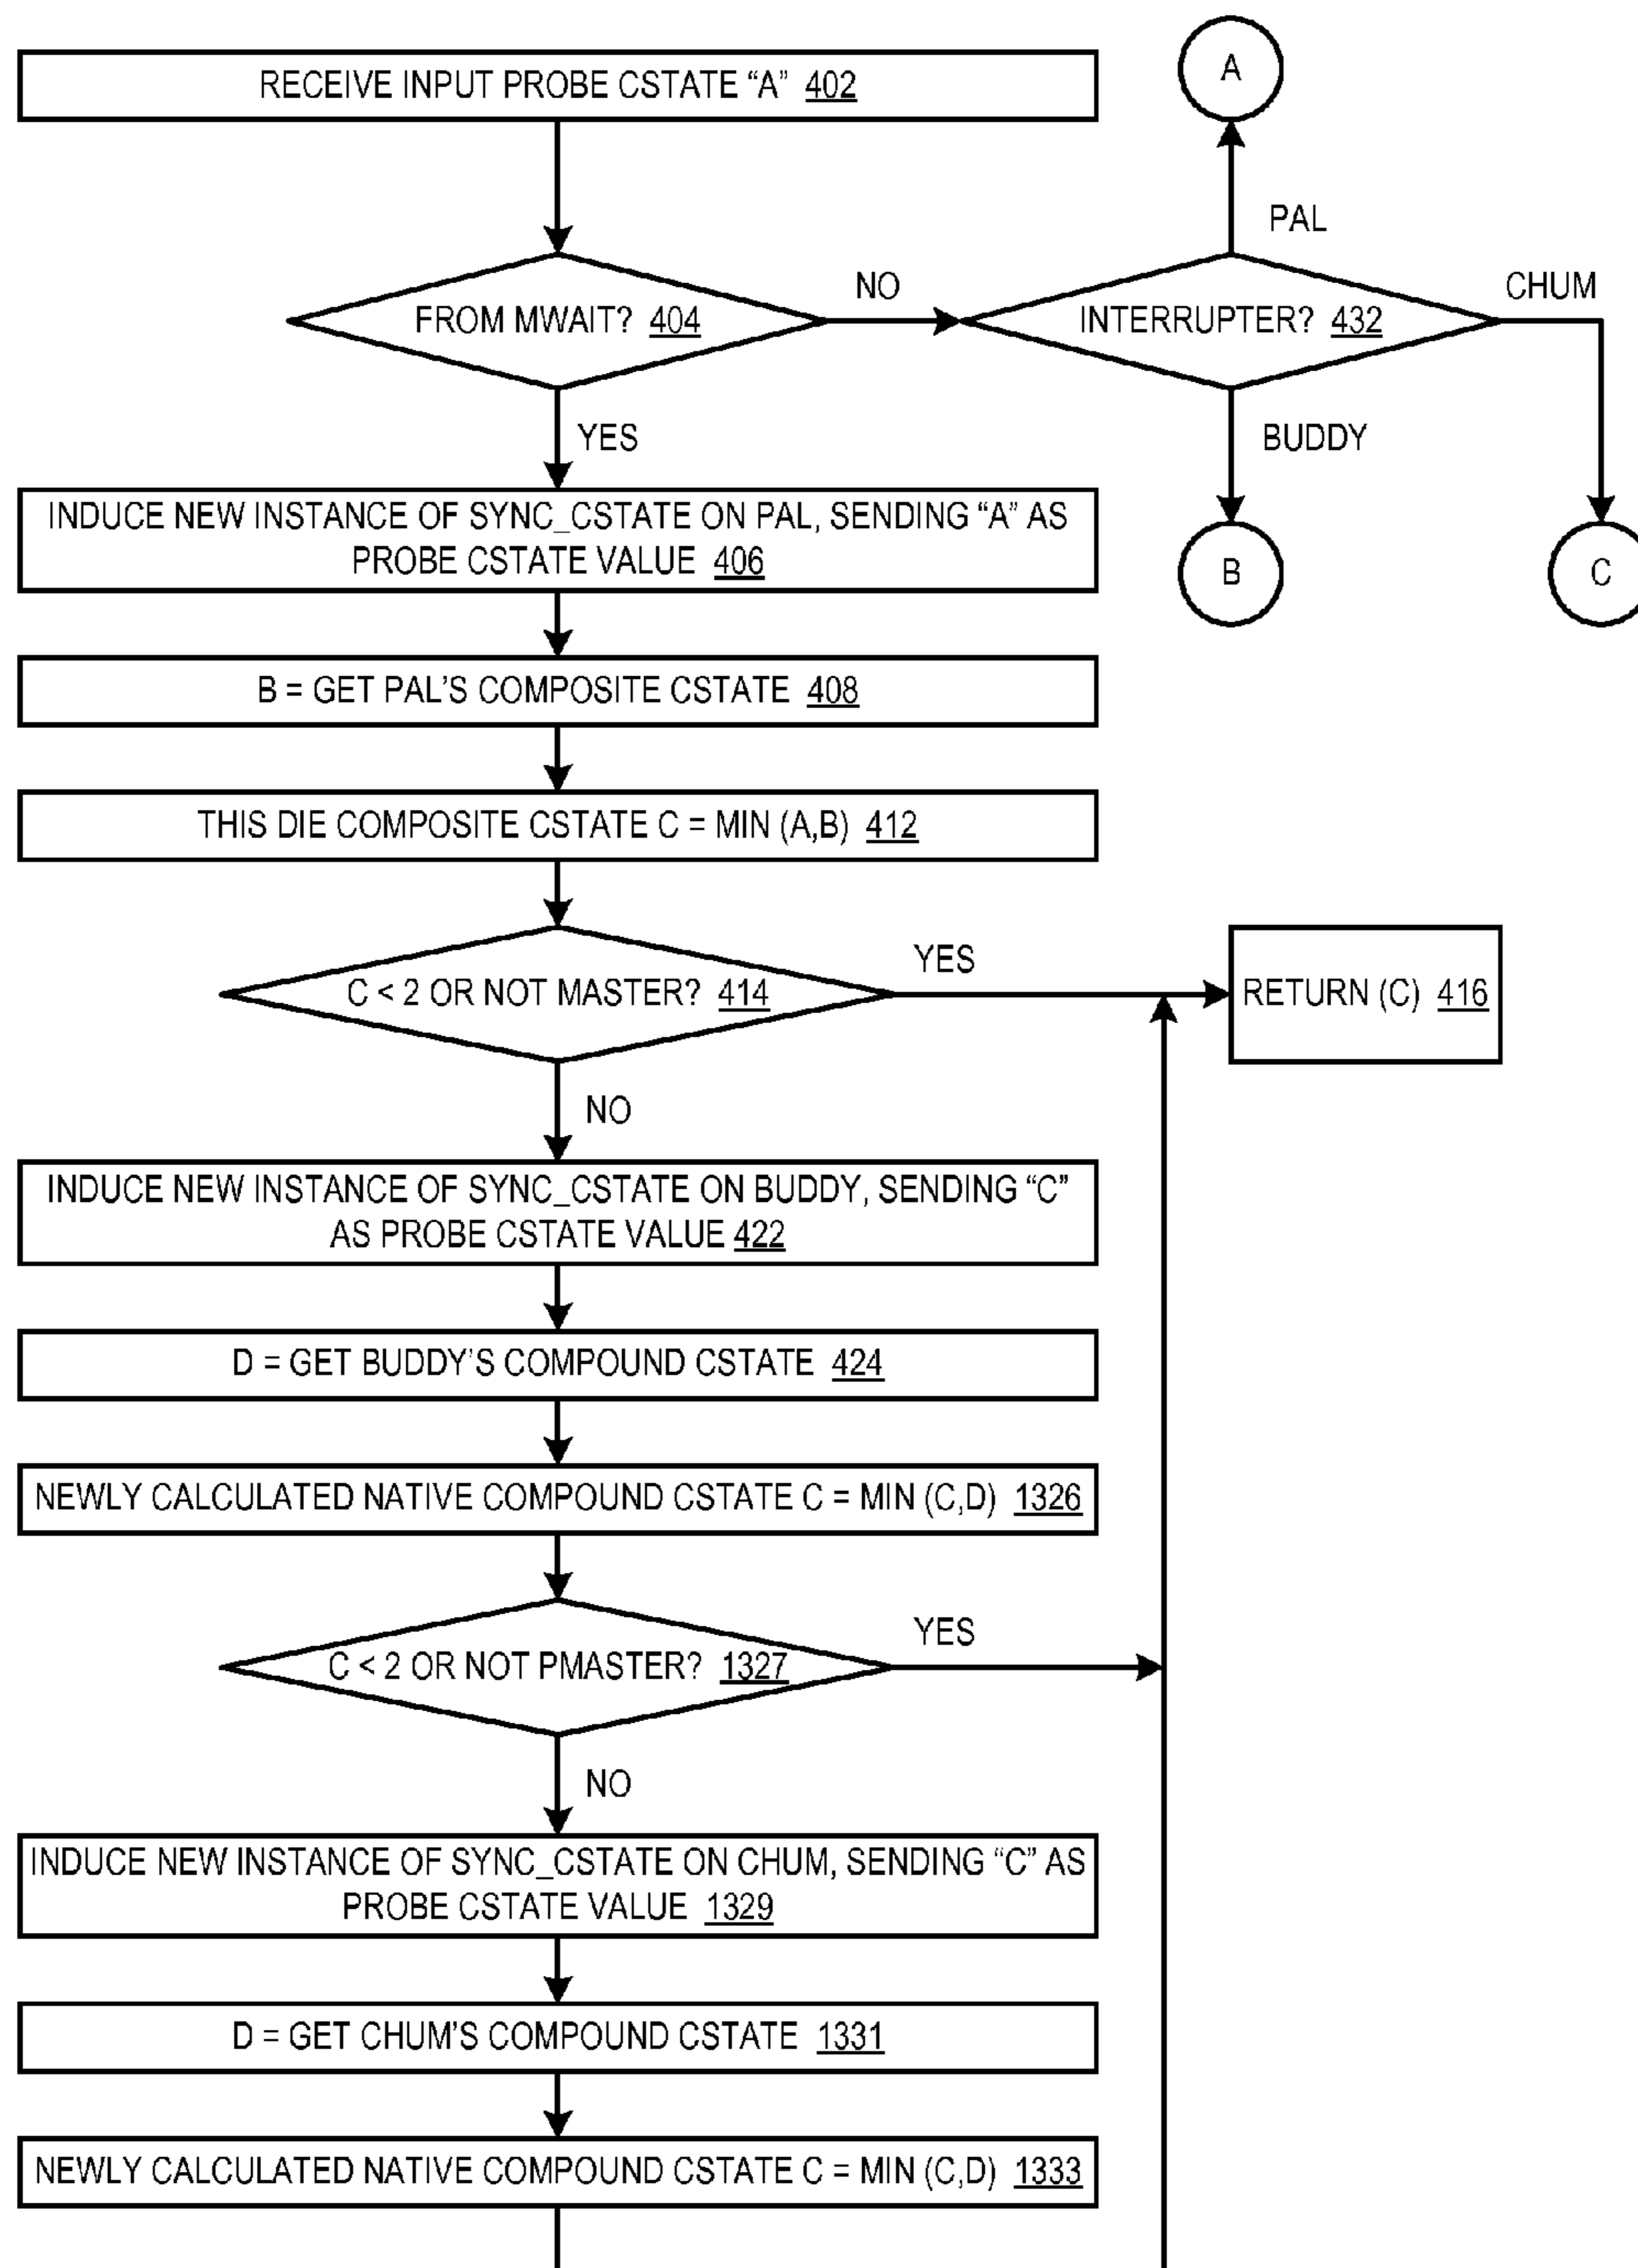 RECEIVE INPUT PROBE CSTATE “A” 402
A
PAL
FROM MWAIT? 404
NO
INTERRUPTER? 432
CHUM
YES
BUDDY
INDUCE NEW INSTANCE OF SYNC_CSTATE ON PAL, SENDING “A” AS
PROBE CSTATE VALUE 406
B
C
B = GET PAL’S COMPOSITE CSTATE 408
THIS DIE COMPOSITE CSTATE C = MIN (A,B) 412
C < 2 OR NOT MASTER? 414
YES
RETURN (C) 416
NO
INDUCE NEW INSTANCE OF SYNC_CSTATE ON BUDDY, SENDING “C”
AS PROBE CSTATE VALUE 422
D = GET BUDDY’S COMPOUND CSTATE 424
NEWLY CALCULATED NATIVE COMPOUND CSTATE C = MIN (C,D) 1326
C < 2 OR NOT PMASTER? 1327
YES
NO
INDUCE NEW INSTANCE OF SYNC_CSTATE ON CHUM, SENDING “C” AS
PROBE CSTATE VALUE 1329
D = GET CHUM’S COMPOUND CSTATE 1331
NEWLY CALCULATED NATIVE COMPOUND CSTATE C = MIN (C,D) 1333